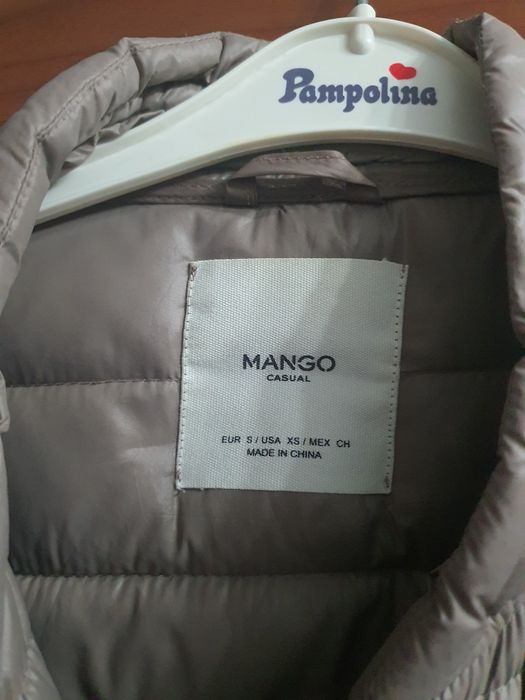 Pampolina
MANGO
CASUAL
EUR S / USA XS / MEX CH
MADE IN CHINA